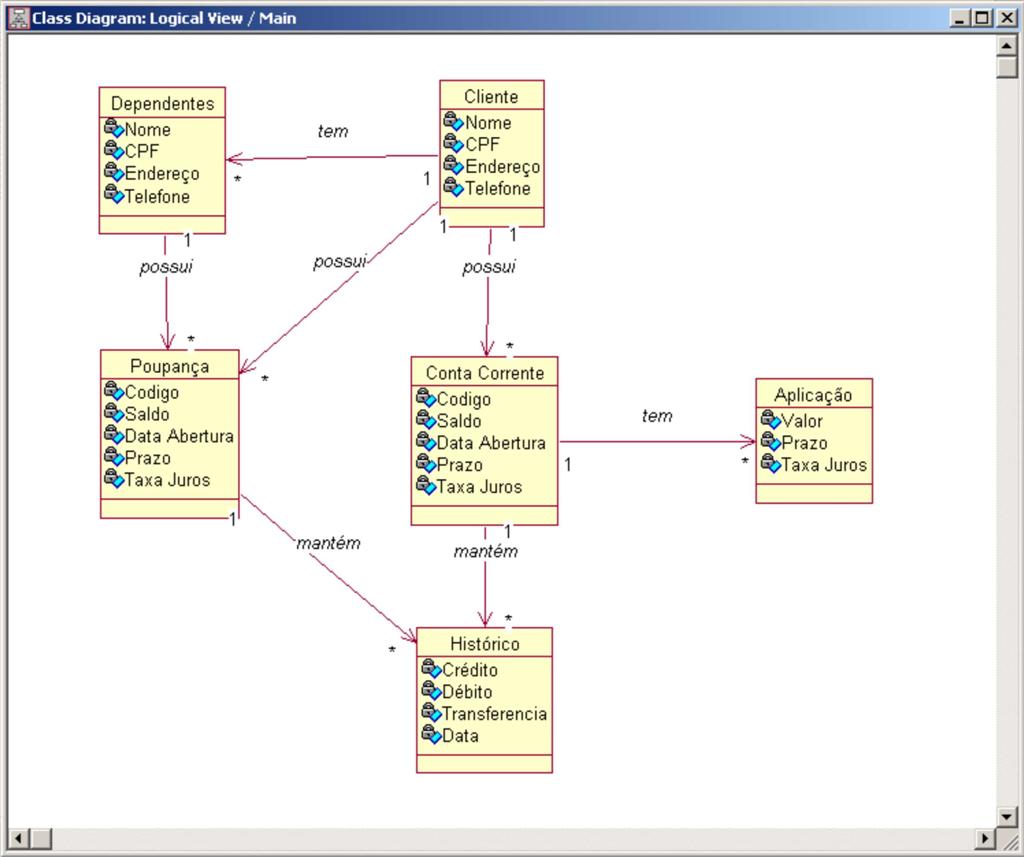 Class Diagram: Logical View / Main
Dependentes
Nome
CPF
Endereço
Telefone
Cliente
Nome
CPF
Endereço
Telefone
tem
1
*
1
possui
1
possui
1
possui
*
*
*
Poupança
Codigo
Saldo
Data Abertura
Prazo
Taxa Juros
Conta Corrente
Codigo
Saldo
Data Abertura
Prazo
Taxa Juros
tem
1
*
Aplicação
Valor
Prazo
Taxa Juros
1
mantém
*
1
mantém
*
Histórico
Crédito
Débito
Transferencia
Data